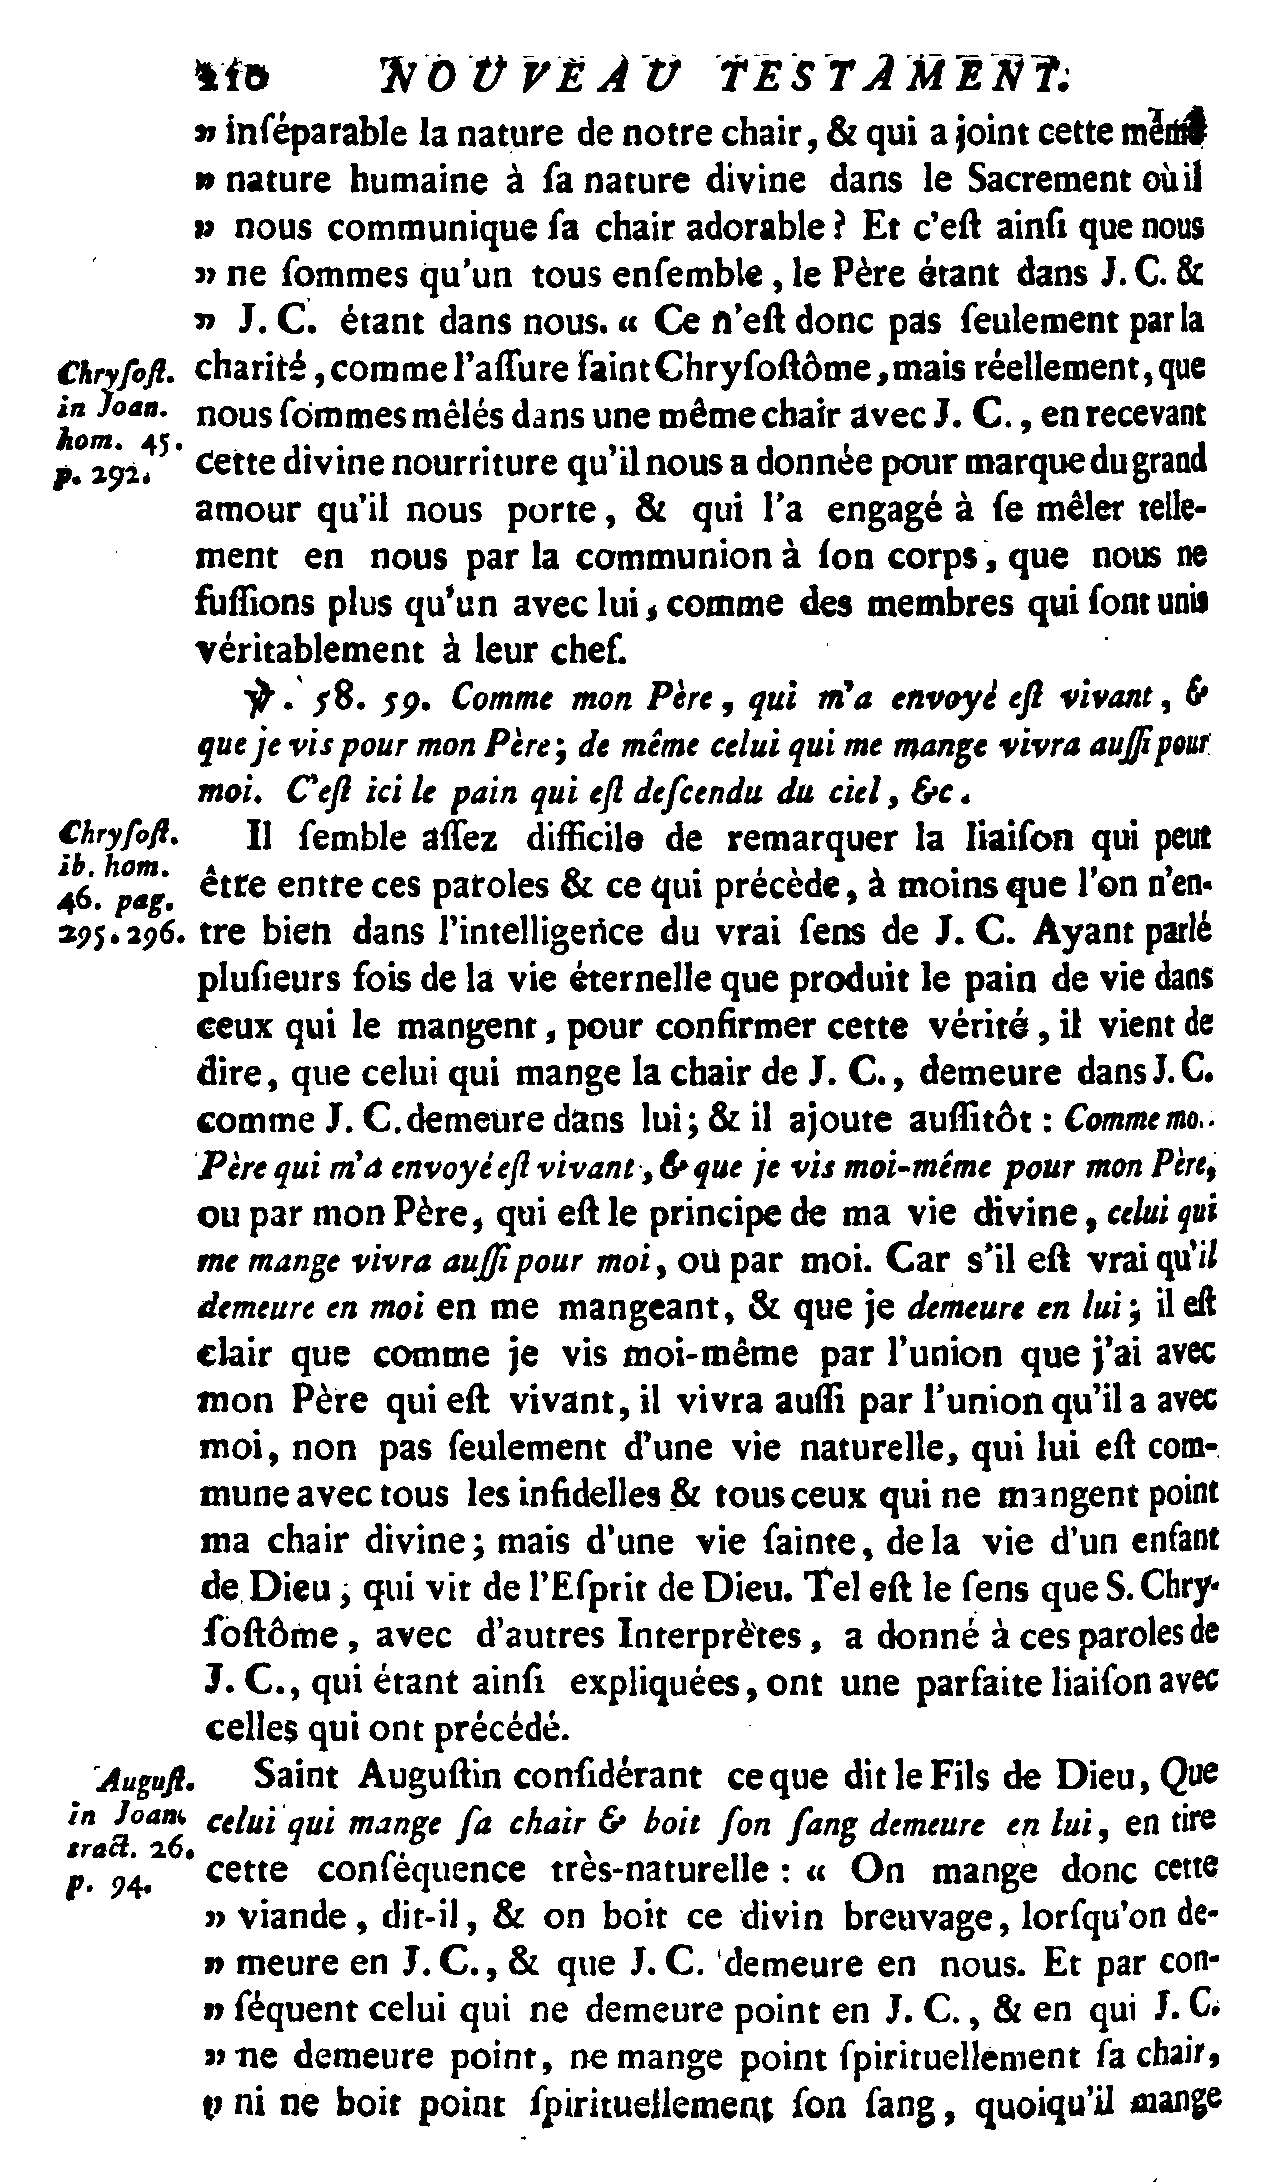 210 NOUVEAU TESTAMENT.
» inſéparable la nature de notre chair, & qui a joint cette même
» nature humaine à ſa nature divine dans le Sacrement où il
» nous communique ſa chair adorable? Et c'eſt ainſi que nous
» ne ſommes qu'un tous enſemble, le Père étant dans J. C. &
» J. C. étant dans nous. « Ce n'eſt donc pas ſeulement par la
charité, comme l'aſſure ſaint Chryſoſtôme, mais réellement, que
nous ſommes mêlés dans une même chair avec J. C., en recevant
cette divine nourriture qu'il nous a donnée pour marque du grand
amour qu'il nous porte, & qui l'a engagé à ſe mêler telle-
ment en nous par la communion à ſon corps, que nous ne
fuſſions plus qu'un avec lui, comme des membres qui ſont unis
véritablement à leur chef.
Chryſoſt.
in Joan.
hom. 45.
p. 292.
℣. 58. 59. Comme mon Père, qui m'a envoyé eſt vivant, &
que je vis pour mon Père; de même celui qui me mange vivra auſſi pour
moi. C'eſt ici le pain qui eſt deſcendu du ciel, &c.
Il ſemble aſſez difficile de remarquer la liaiſon qui peut
être entre ces paroles & ce qui précède, à moins que l'on n'en-
tre bien dans l'intelligence du vrai ſens de J. C. Ayant parlé
pluſieurs fois de la vie éternelle que produit le pain de vie dans
ceux qui le mangent, pour confirmer cette vérité, il vient de
dire, que celui qui mange la chair de J. C., demeure dans J. C.
comme J. C. demeure dans lui; & il ajoute auſſitôt : Comme mon
Père qui m'a envoyé eſt vivant, & que je vis moi-même pour mon Père,
ou par mon Père, qui eſt le principe de ma vie divine, celui qui
me mange vivra auſſi pour moi, ou par moi. Car s'il eſt vrai qu'il
demeure en moi en me mangeant, & que je demeure en lui; il eſt
clair que comme je vis moi-même par l'union que j'ai avec
mon Père qui eſt vivant, il vivra auſſi par l'union qu'il a avec
moi, non pas ſeulement d'une vie naturelle, qui lui eſt com-
mune avec tous les infidelles & tous ceux qui ne mangent point
ma chair divine; mais d'une vie ſainte, de la vie d'un enfant
de Dieu, qui vit de l'Eſprit de Dieu. Tel eſt le ſens que S. Chry-
ſoſtôme, avec d'autres Interprètes, a donné à ces paroles de
J. C., qui étant ainſi expliquées, ont une parfaite liaiſon avec
celles qui ont précédé.
Chryſoſt.
ib. hom.
46. pag.
295. 296.
Saint Auguſtin conſidérant ce que dit le Fils de Dieu, Que
celui qui mange ſa chair & boit ſon ſang demeure en lui, en tire
cette conſéquence très-naturelle : « On mange donc cette
» viande, dit-il, & on boit ce divin breuvage, lorſqu'on de-
» meure en J. C., & que J. C. demeure en nous. Et par con-
» ſéquent celui qui ne demeure point en J. C., & en qui J. C.
» ne demeure point, ne mange point ſpirituellement ſa chair,
» ni ne boit point ſpirituellement ſon ſang, quoiqu'il mange
Auguſt.
in Joan.
tract. 26.
p. 94.